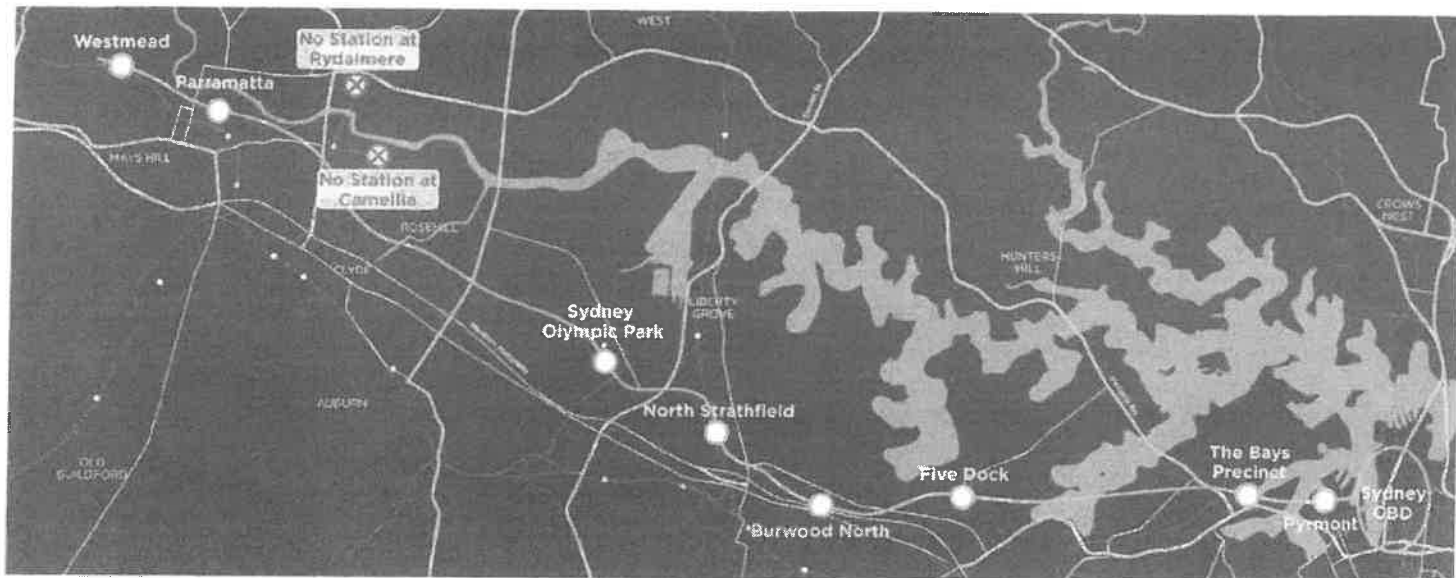 WEST
Westmead
No Station at
Rydalmere
Parramatta
MAYS HILL
No Station at
Camellia
CROWS
NEST
ROSEHILL
HUNTERS
HILL
CLYDE
Sydney
Olympic Park
LIBERTY
GROVE
AUBURN
North Strathfield
OLD
GUILDFORD
Five Dock
The Bays
Precinct
Sydney
CBD
Burwood North
Pyrmont